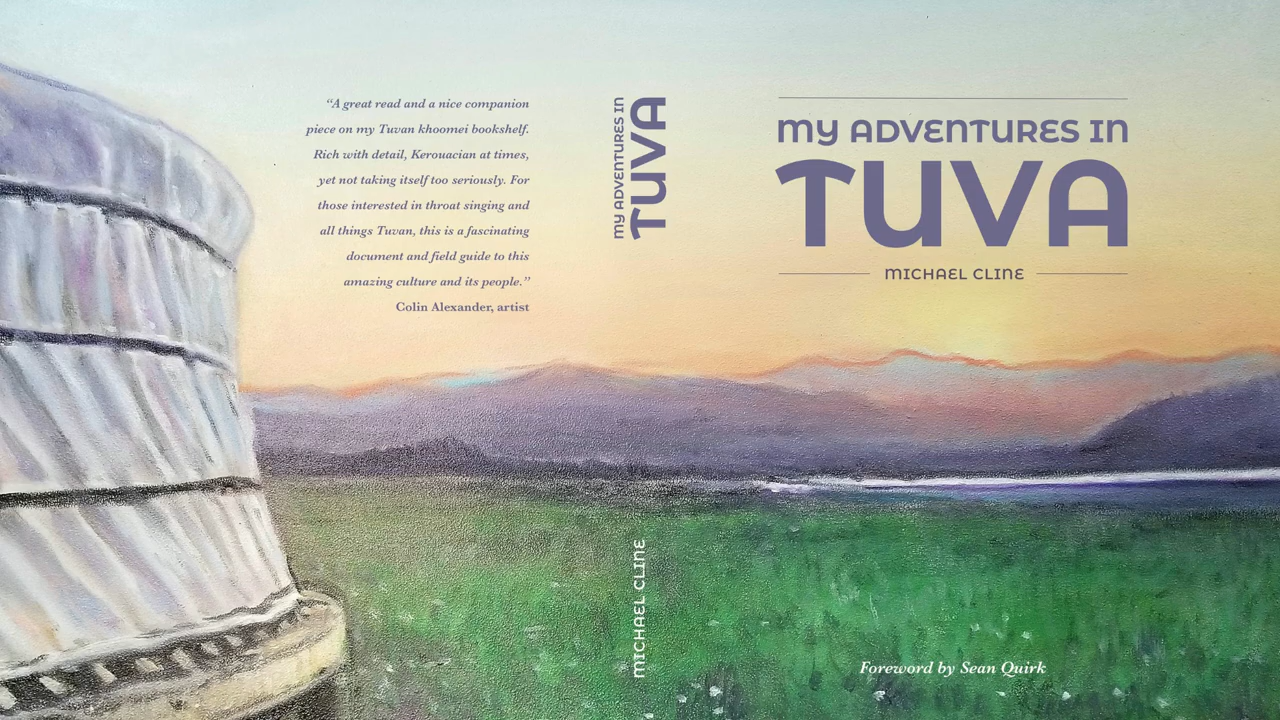 “A great read and a nice companion
piece on my Tuvan khoomei bookshelf.
Rich with detail, Kerouacian at times,
yet not taking itself too seriously. For
those interested in throat singing and
all things Tuvan, this is a fascinating
document and field guide to this
amazing culture and its people.”
Colin Alexander, artist
MY ADVENTURES IN
TUVA
MICHAEL CLINE
MY ADVENTURES IN
TUVA
MICHAEL CLINE
Foreword by Sean Quirk